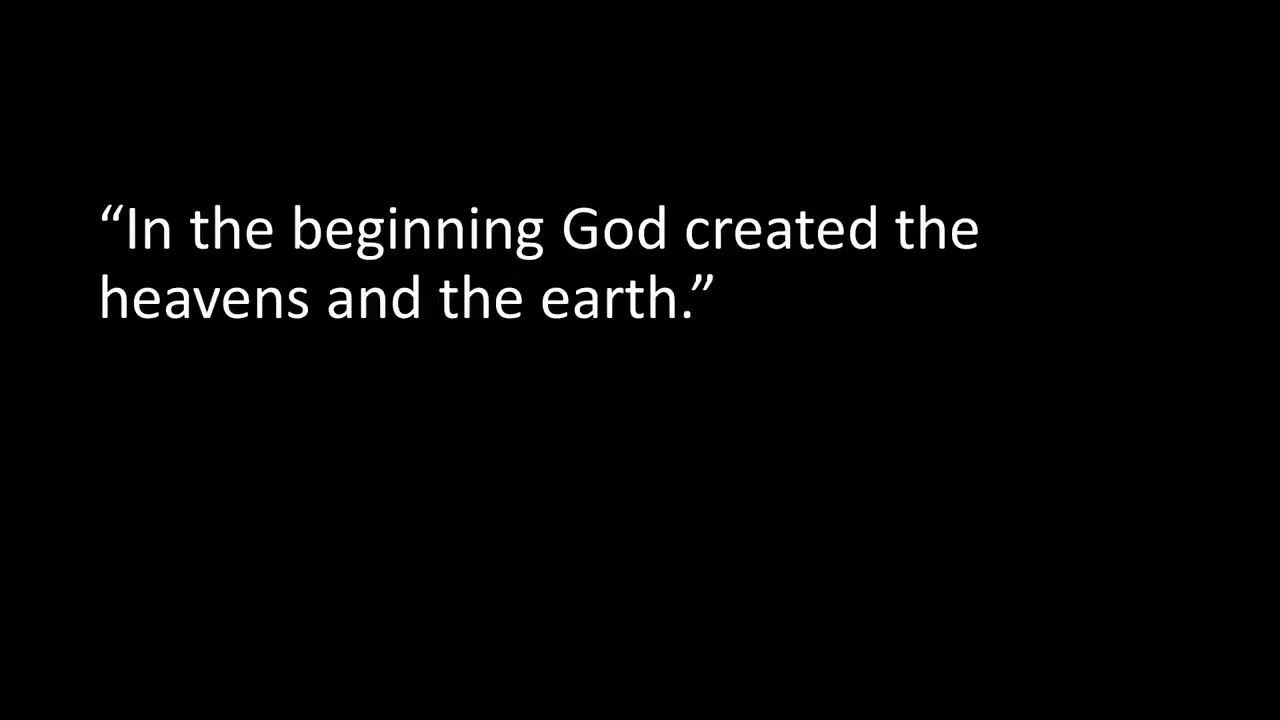 “In the beginning God created the
heavens and the earth.”